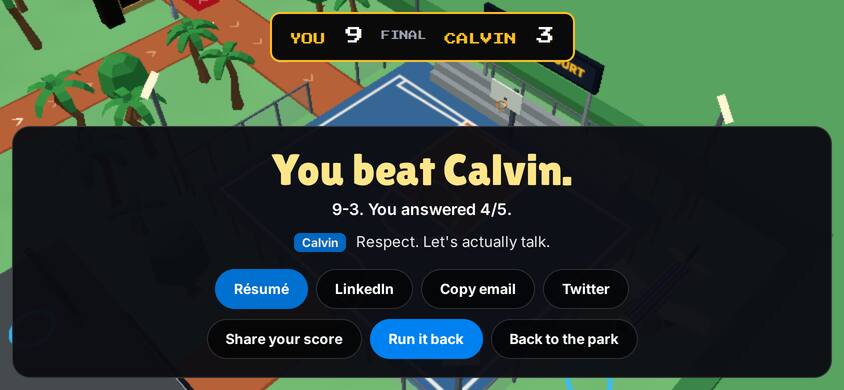 YOU 9 FINAL CALVIN 3
You beat Calvin.
9-3. You answered 4/5.
Calvin Respect. Let's actually talk.
Résumé LinkedIn Copy email Twitter
Share your score Run it back Back to the park